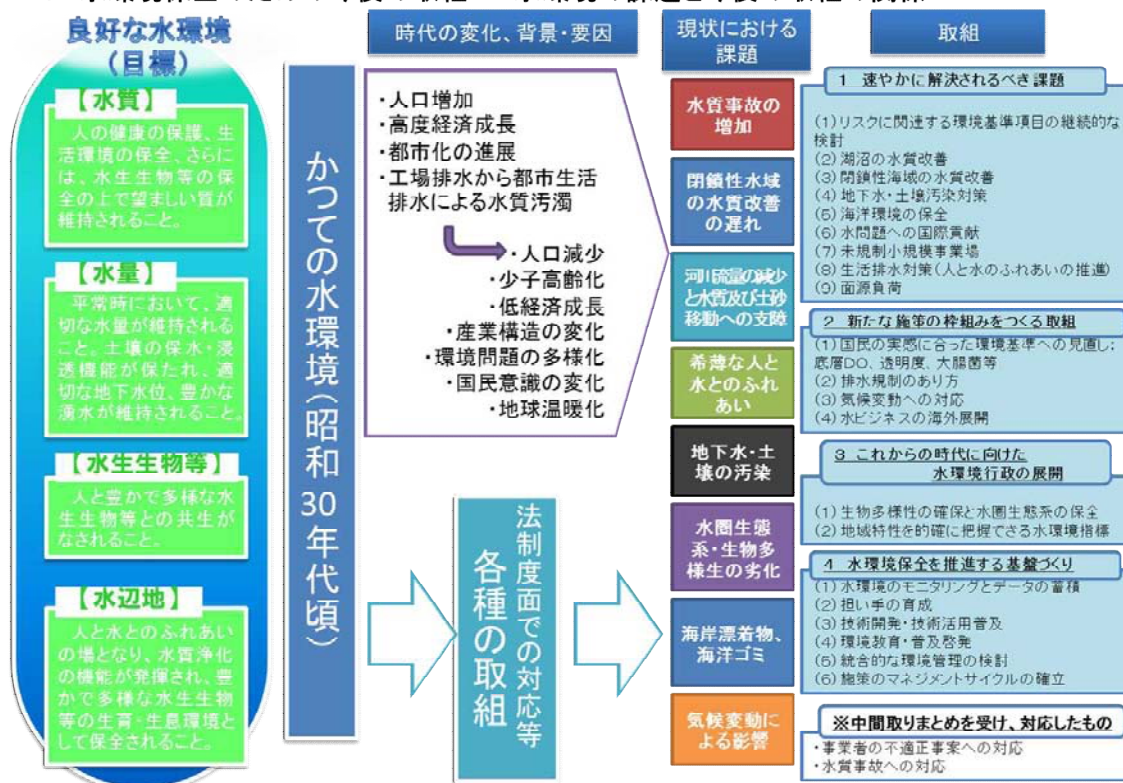 良好な水環境
(目標)
【水質】
人の健康の保護、生
活環境の保全、さらに
は、水生生物等の保
全の上で望ましい質が
維持されること。
【水量】
平常時において、適
切な水量が維持される
こと。土壌の保水・浸
透機能が保たれ、適
切な地下水位、豊かな
湧水が維持されること。
【水生生物等】
人と豊かで多様な水
生生物等との共生が
なされること。
【水辺地】
人と水とのふれあい
の場となり、水質浄化
の機能が発揮され、豊
かで多様な水生生物
等の生育・生息環境と
して保全されること。
かつての水環境(昭和30年代頃)
時代の変化、背景・要因
・人口増加
・高度経済成長
・都市化の進展
・工場排水から都市生活
排水による水質汚濁
・人口減少
・少子高齢化
・低経済成長
・産業構造の変化
・環境問題の多様化
・国民意識の変化
・地球温暖化
法制度面での対応等
各種の取組
現状における
課題
水質事故の
増加
閉鎖性水域
の水質改善
の遅れ
河川流量の減少
と水質及び土砂
移動への支障
希薄な人と
水とのふれ
あい
地下水・土
壌の汚染
水圏生態
系・生物多
様生の劣化
海岸漂着物、
海洋ゴミ
気候変動に
よる影響
取組
1 速やかに解決されるべき課題
(1)リスクに関連する環境基準項目の継続的な
検討
(2)湖沼の水質改善
(3)閉鎖性海域の水質改善
(4)地下水・土壌汚染対策
(5)海洋環境の保全
(6)水問題への国際貢献
(7)未規制小規模事業場
(8)生活排水対策(人と水のふれあいの推進)
(9)面源負荷
2 新たな施策の枠組みをつくる取組
(1)国民の実感に合った環境基準への見直し:
底層DO、透明度、大腸菌等
(2)排水規制のあり方
(3)気候変動への対応
(4)水ビジネスの海外展開
3 これからの時代に向けた
水環境行政の展開
(1)生物多様性の確保と水圏生態系の保全
(2)地域特性を的確に把握できる水環境指標
4 水環境保全を推進する基盤づくり
(1)水環境のモニタリングとデータの蓄積
(2)担い手の育成
(3)技術開発・技術活用普及
(4)環境教育・普及啓発
(5)統合的な環境管理の検討
(6)施策のマネジメントサイクルの確立
※中間取りまとめを受け、対応したもの
・事業者の不適正事案への対応
・水質事故への対応